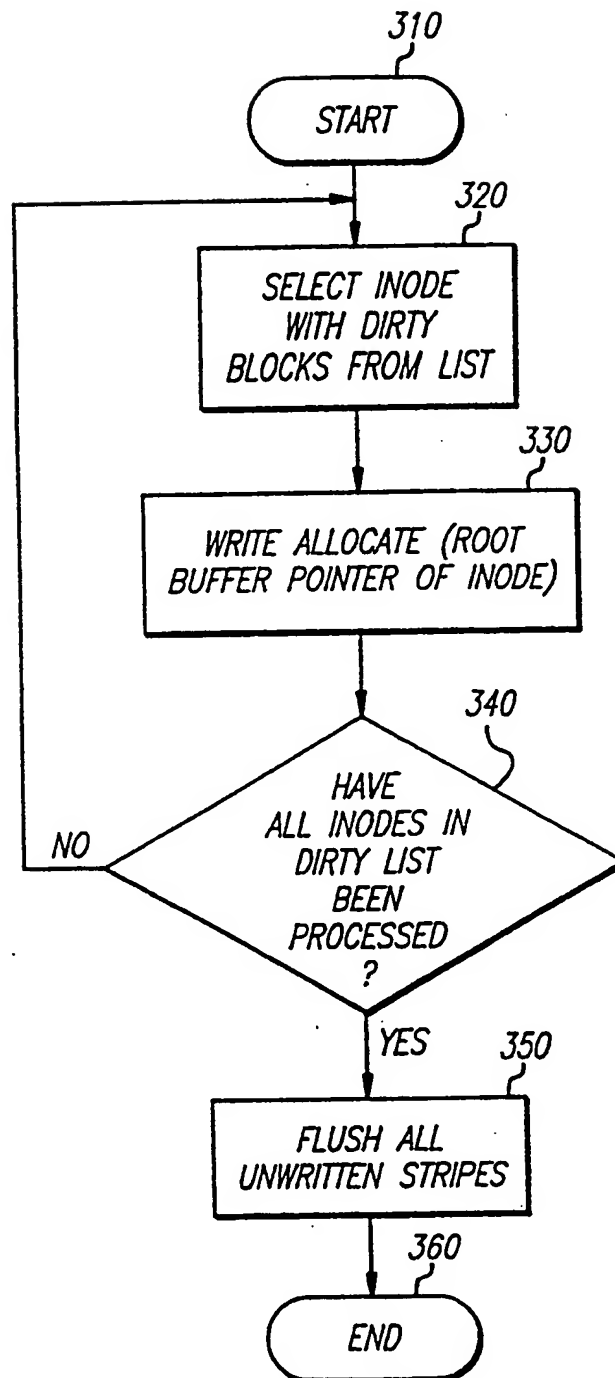 310
START
320
SELECT INODE
WITH DIRTY
BLOCKS FROM LIST
330
WRITE ALLOCATE (ROOT
BUFFER POINTER OF INODE)
340
HAVE
ALL INODES IN
DIRTY LIST
BEEN
PROCESSED
?
NO
YES
350
FLUSH ALL
UNWRITTEN STRIPES
360
END